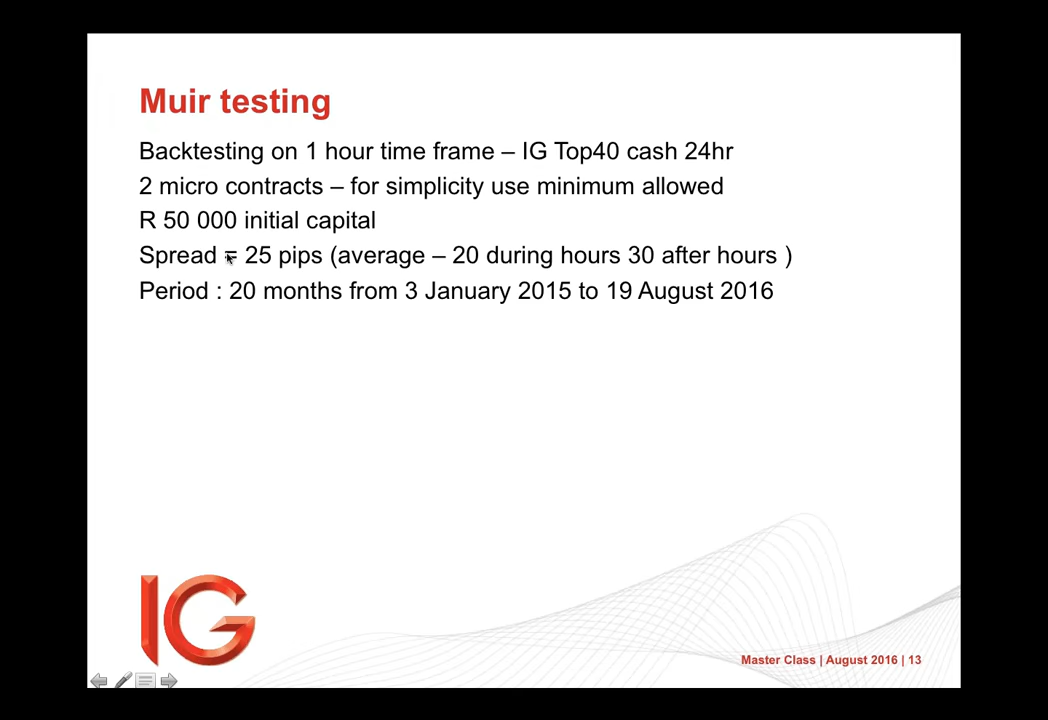 Muir testing
Backtesting on 1 hour time frame – IG Top40 cash 24hr
2 micro contracts – for simplicity use minimum allowed
R 50 000 initial capital
Spread = 25 pips (average – 20 during hours 30 after hours )
Period : 20 months from 3 January 2015 to 19 August 2016
IG
Master Class | August 2016 | 13